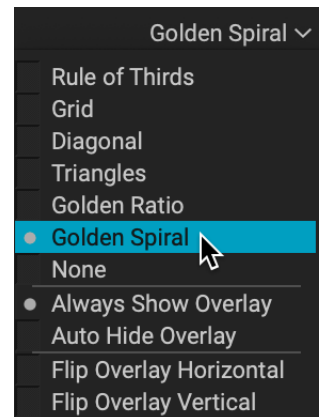 Golden Spiral
Rule of Thirds
Grid
Diagonal
Triangles
Golden Ratio
Golden Spiral
None
Always Show Overlay
Auto Hide Overlay
Flip Overlay Horizontal
Flip Overlay Vertical